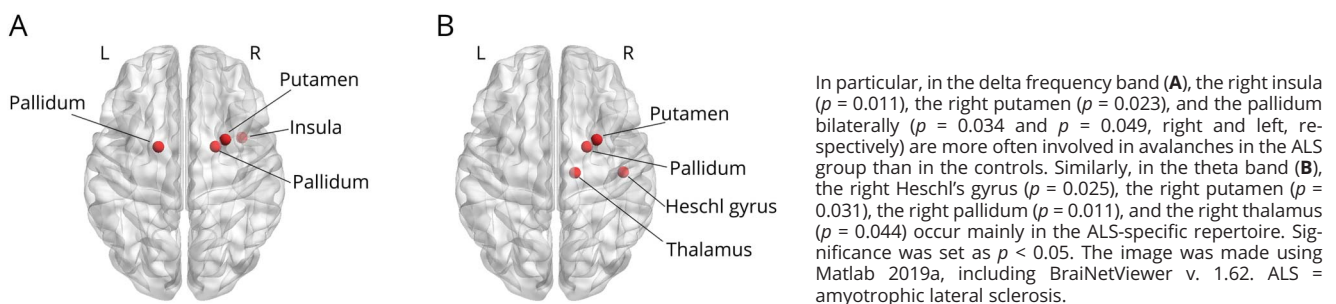 A
B
L
R
Putamen
Pallidum
Insula
Pallidum
L
R
Putamen
Pallidum
Heschl gyrus
Thalamus
In particular, in the delta frequency band (A), the right insula
(p = 0.011), the right putamen (p = 0.023), and the pallidum
bilaterally (p = 0.034 and p = 0.049, right and left, re-
spectively) are more often involved in avalanches in the ALS
group than in the controls. Similarly, in the theta band (B),
the right Heschl's gyrus (p = 0.025), the right putamen (p =
0.031), the right pallidum (p = 0.011), and the right thalamus
(p = 0.044) occur mainly in the ALS-specific repertoire. Sig-
nificance was set as p < 0.05. The image was made using
Matlab 2019a, including BraiNetViewer v. 1.62. ALS =
amyotrophic lateral sclerosis.